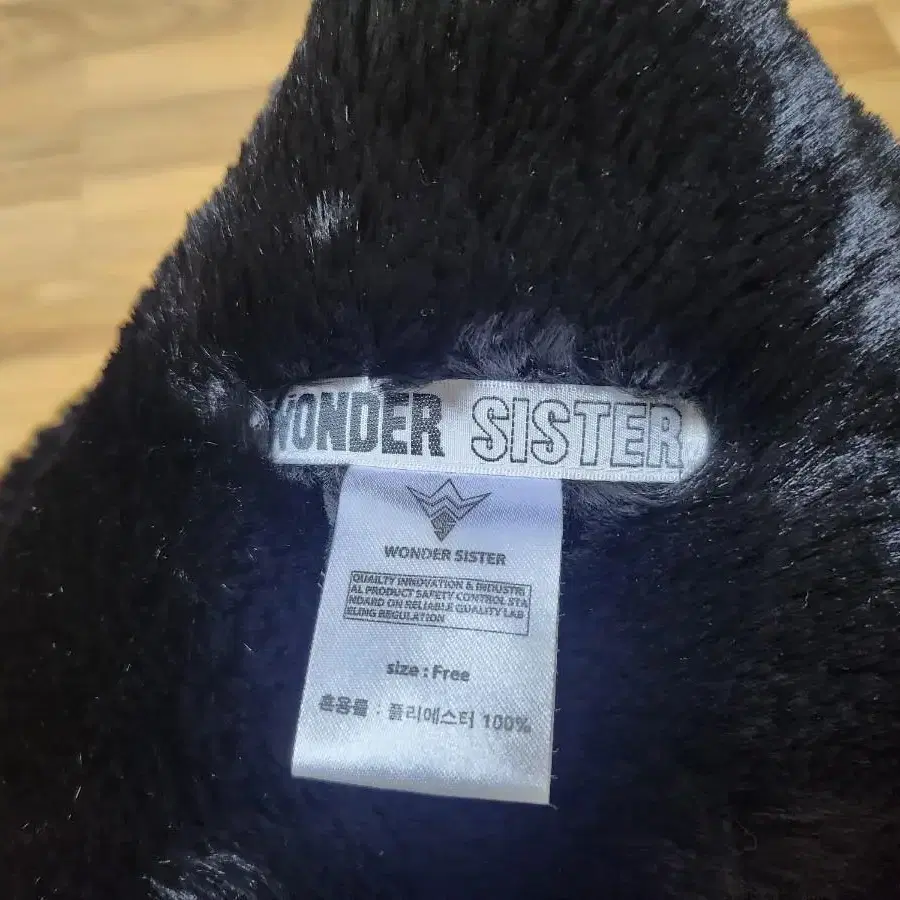 WONDER SISTER
WONDER SISTER
QUAILTY INNOVATION & INDUSTRI
AL PRODUCT SAFETY CONTROL STA
NDARD ON RELIABLE QUALITY LAB
ELING REGULATION
size : Free
혼용률 : 폴리에스터 100%